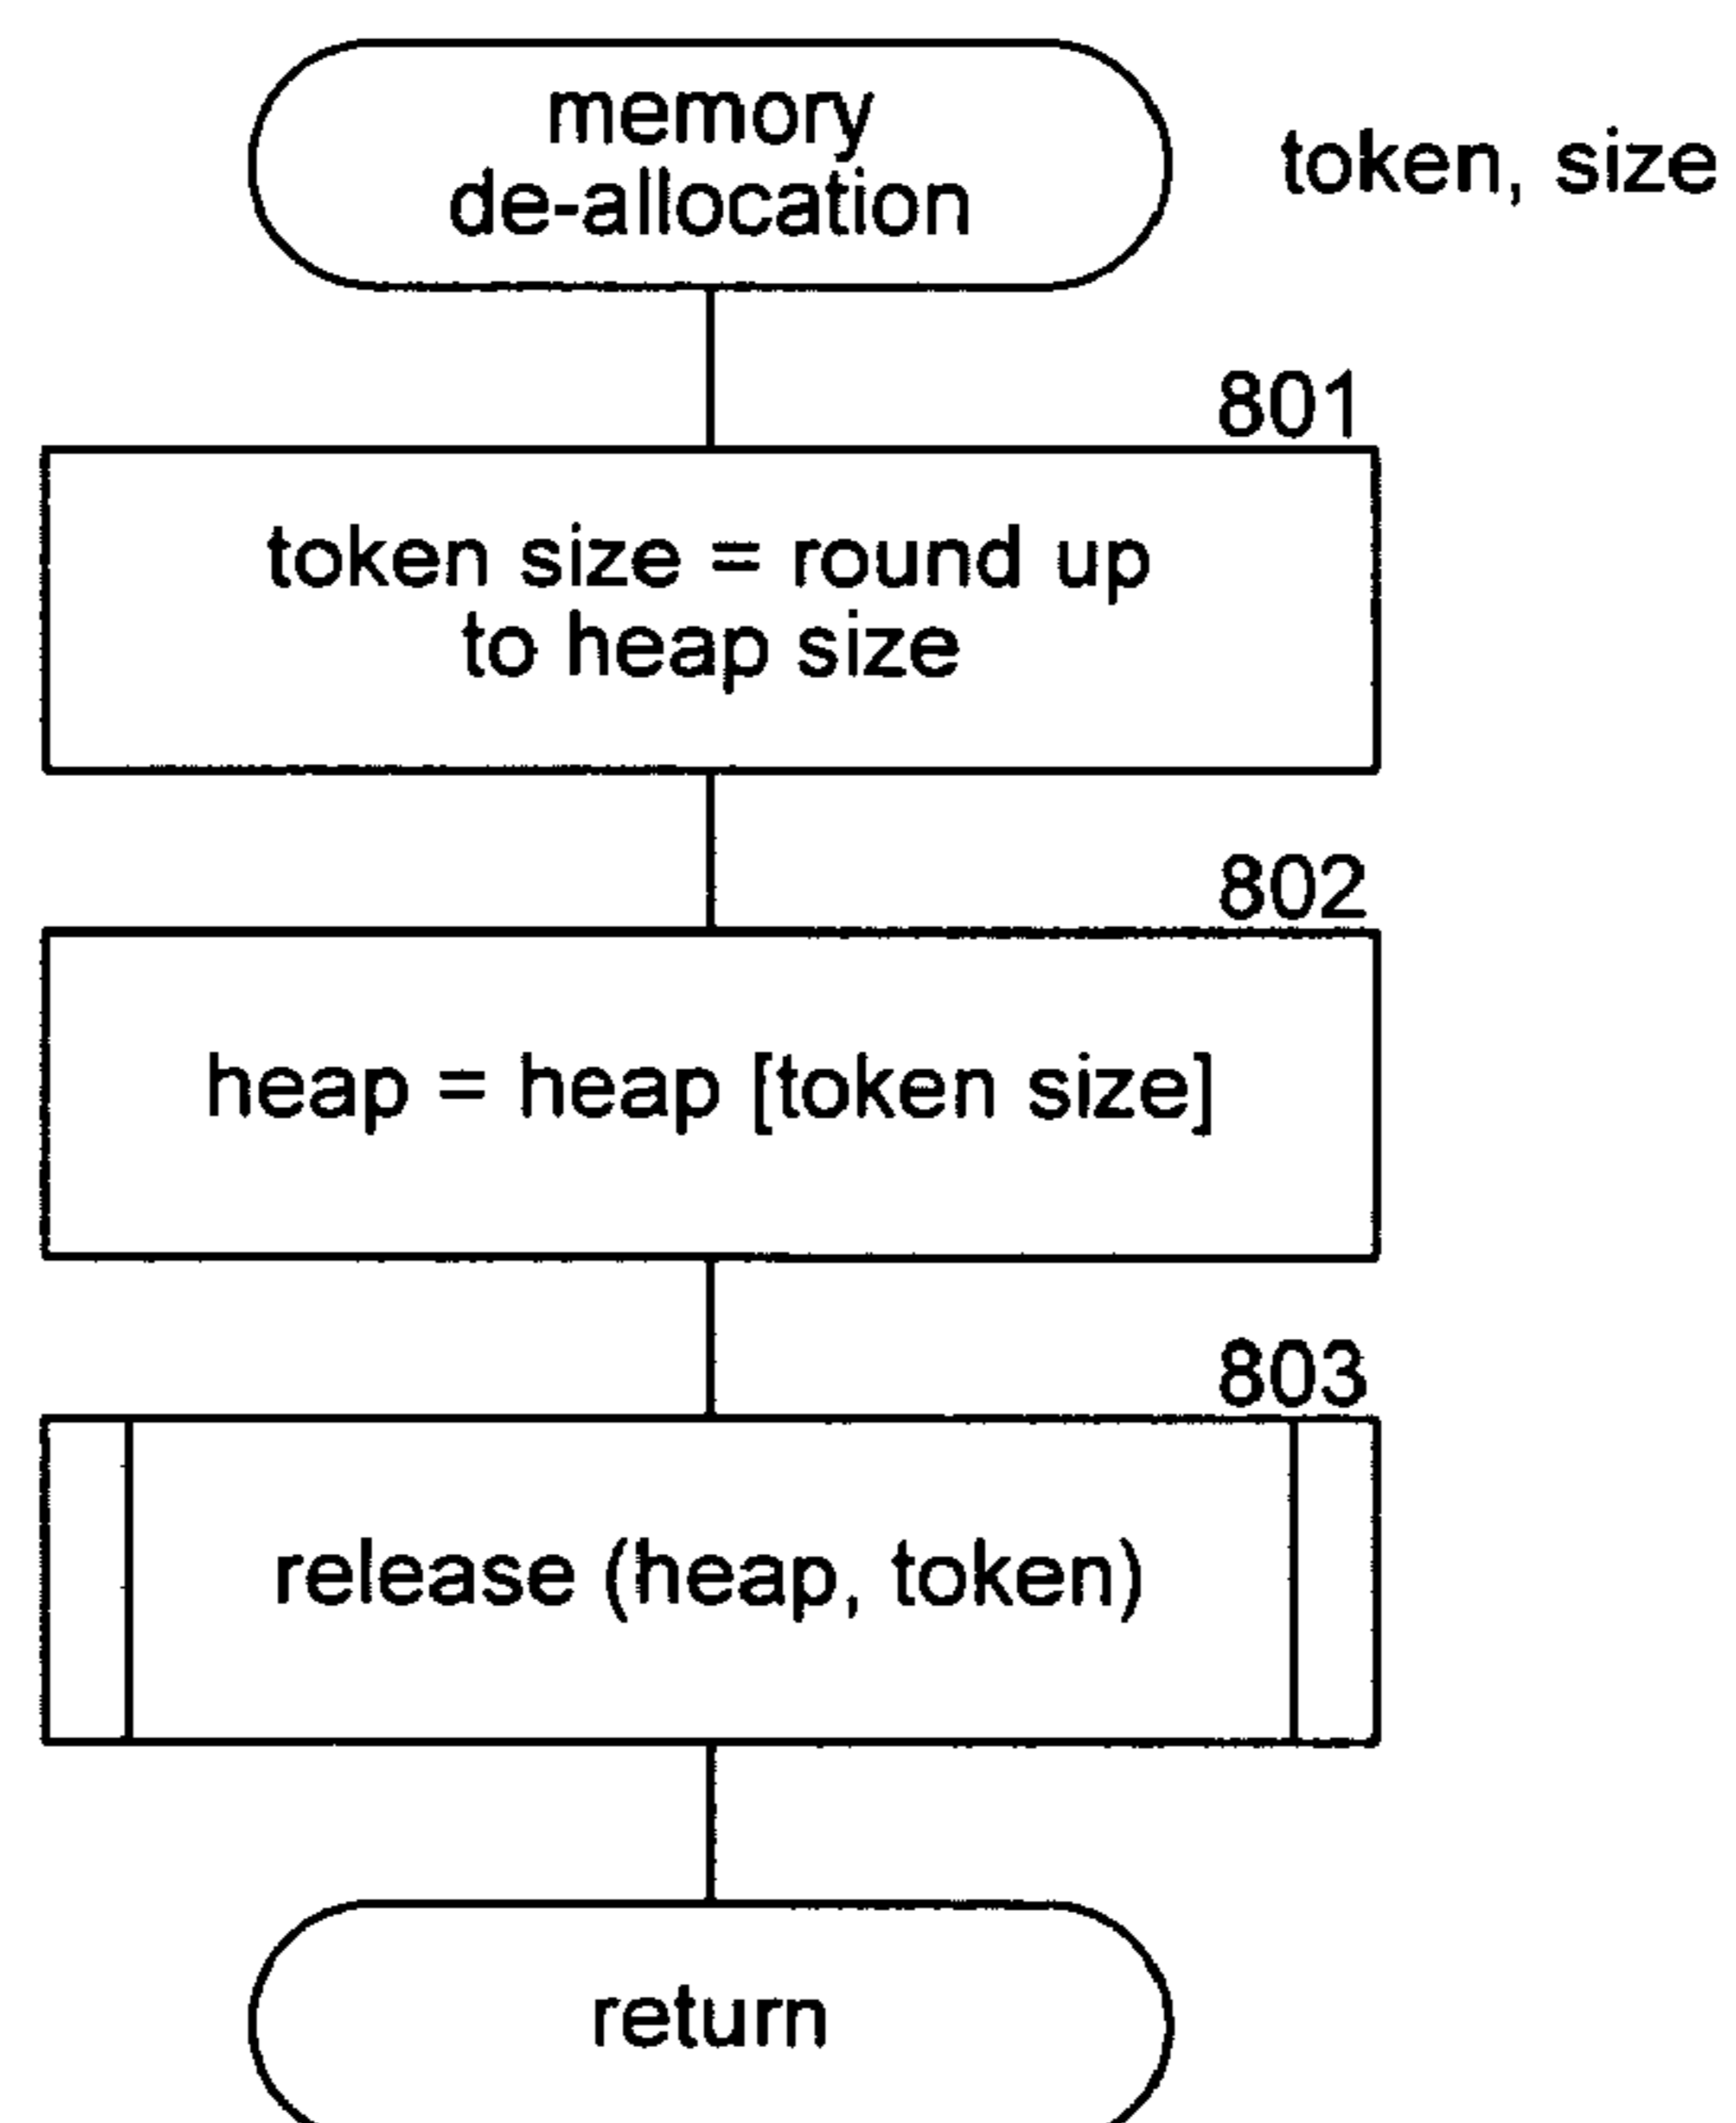 memory
de-allocation
token, size
801
token size = round up
to heap size
802
heap = heap [token size]
803
release (heap, token)
return